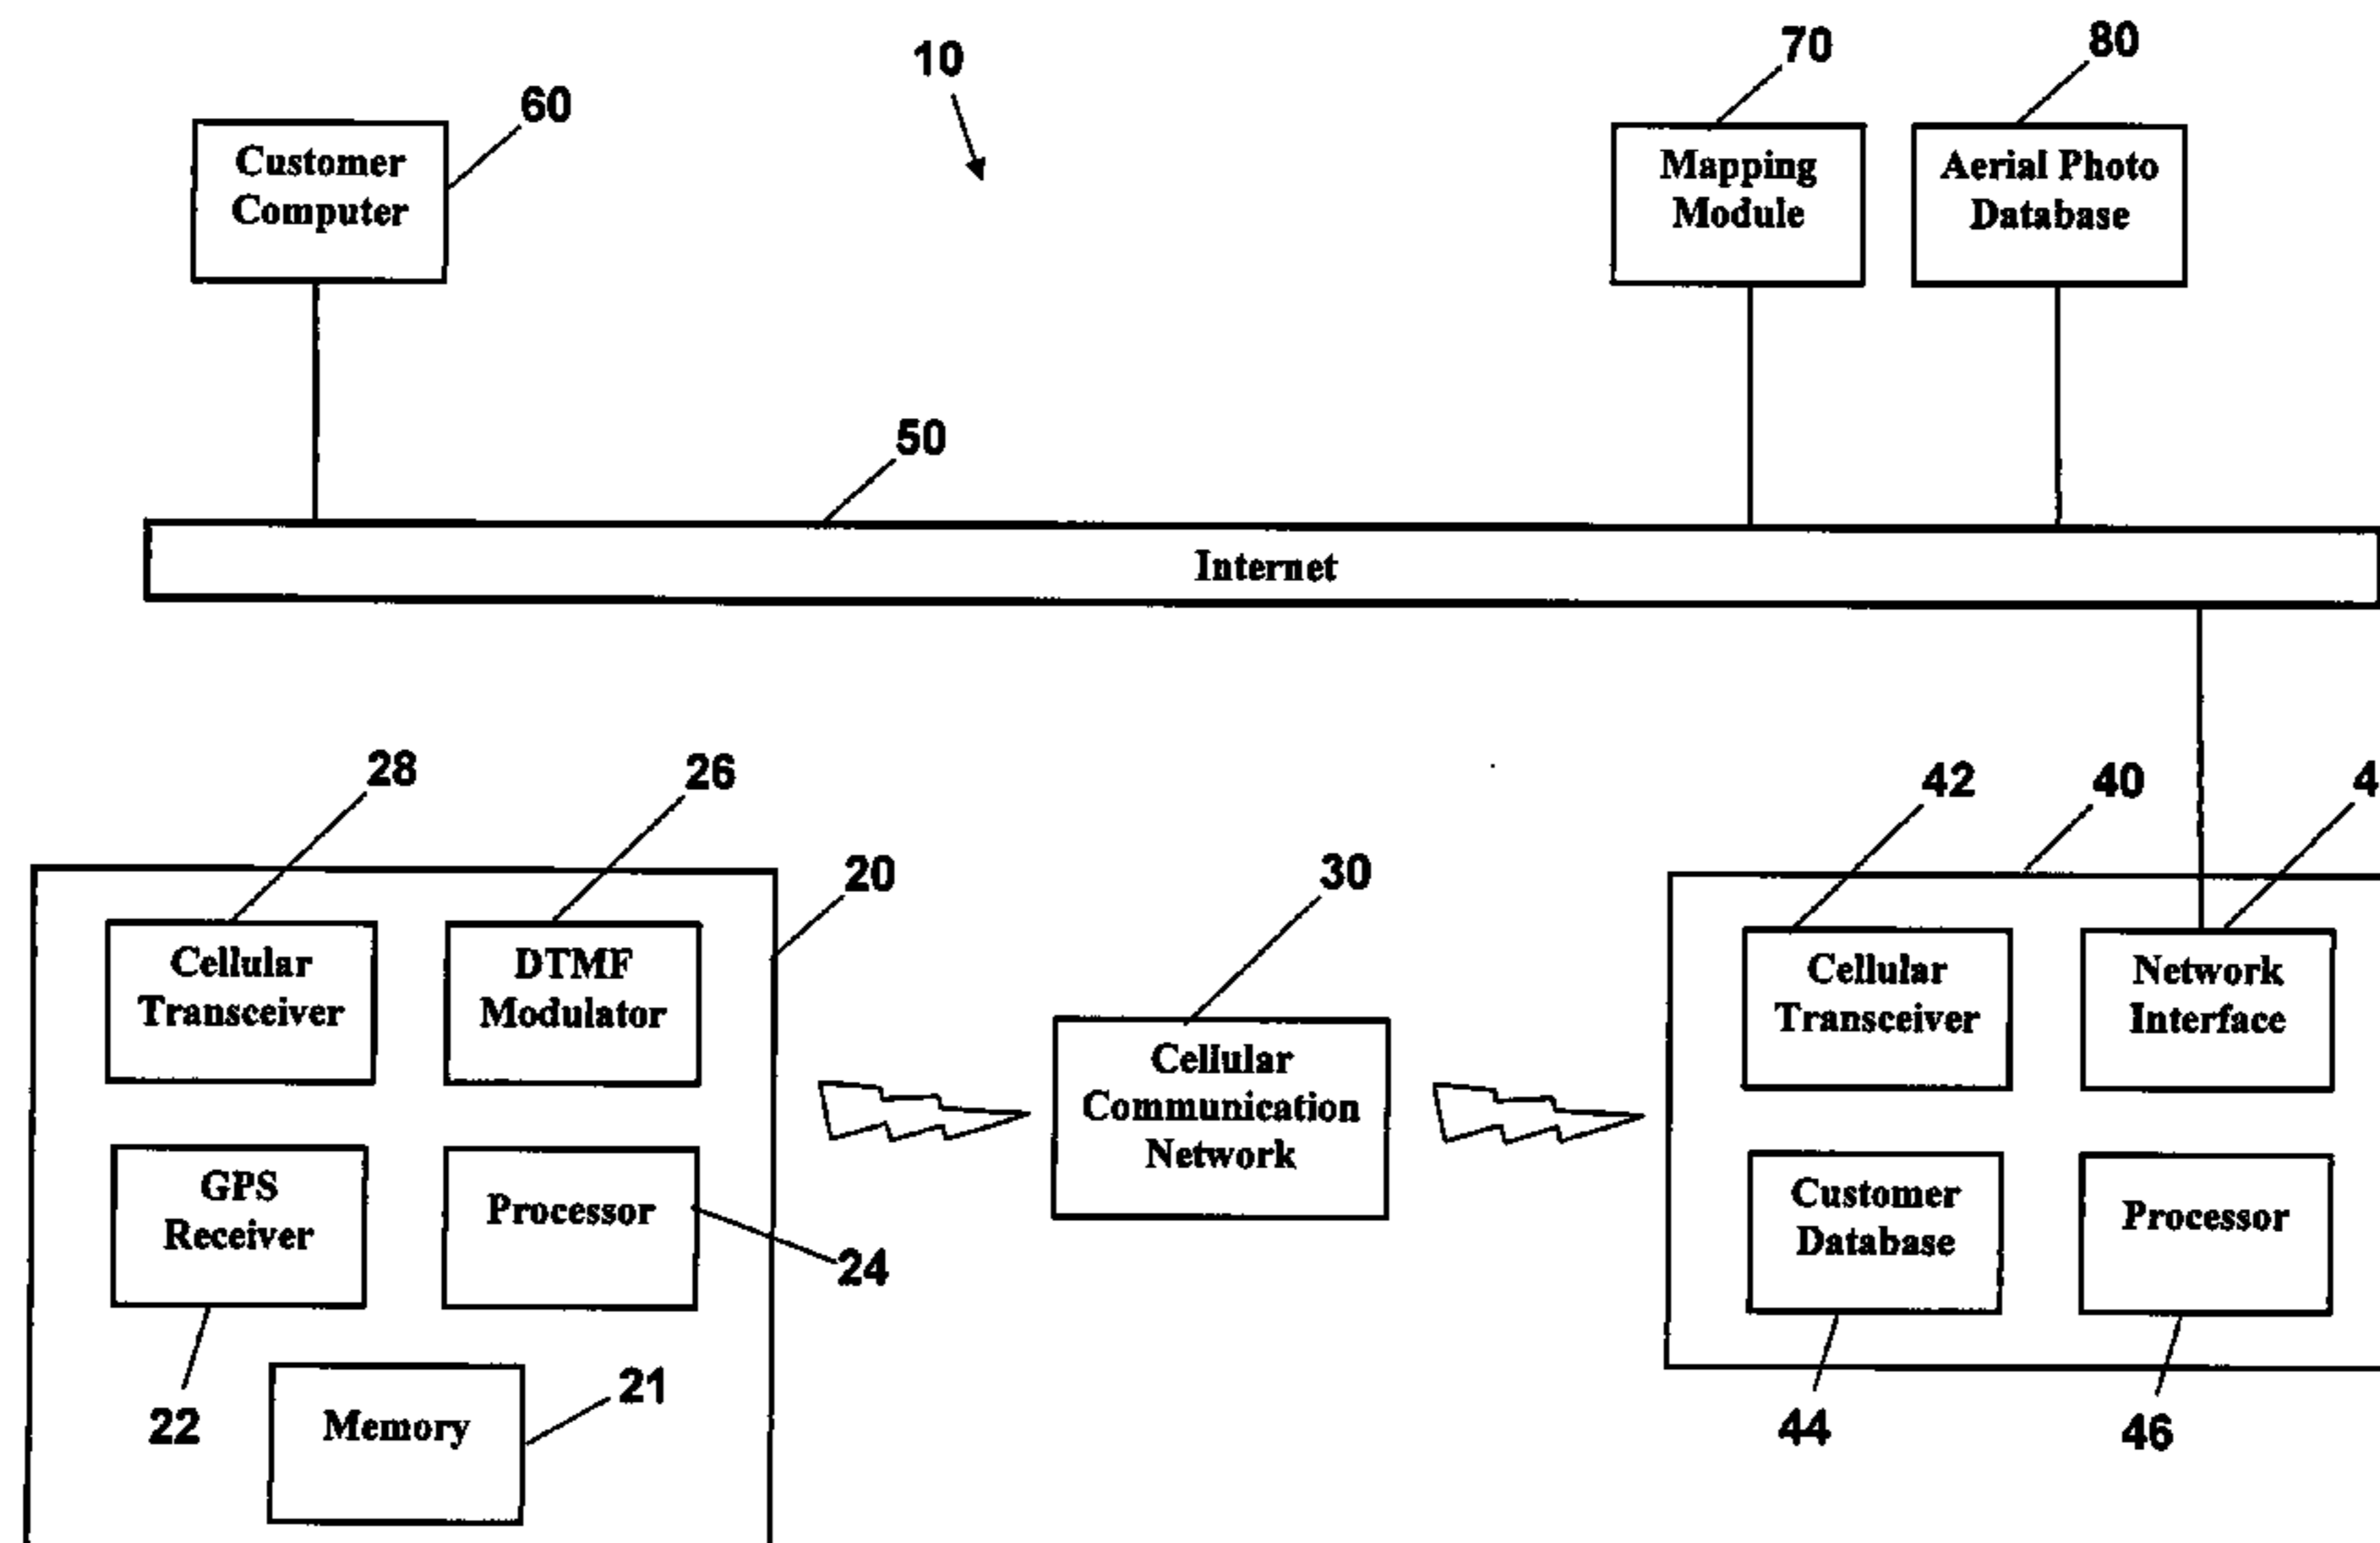 10
70
80
60
Customer
Computer
Mapping
Module
Aerial Photo
Database
50
Internet
28
26
20
30
42
40
4
Cellular
Transceiver
DTMF
Modulator
Cellular
Communication
Network
Cellular
Transceiver
Network
Interface
GPS
Receiver
Processor
24
Customer
Database
Processor
22
Memory
21
44
46